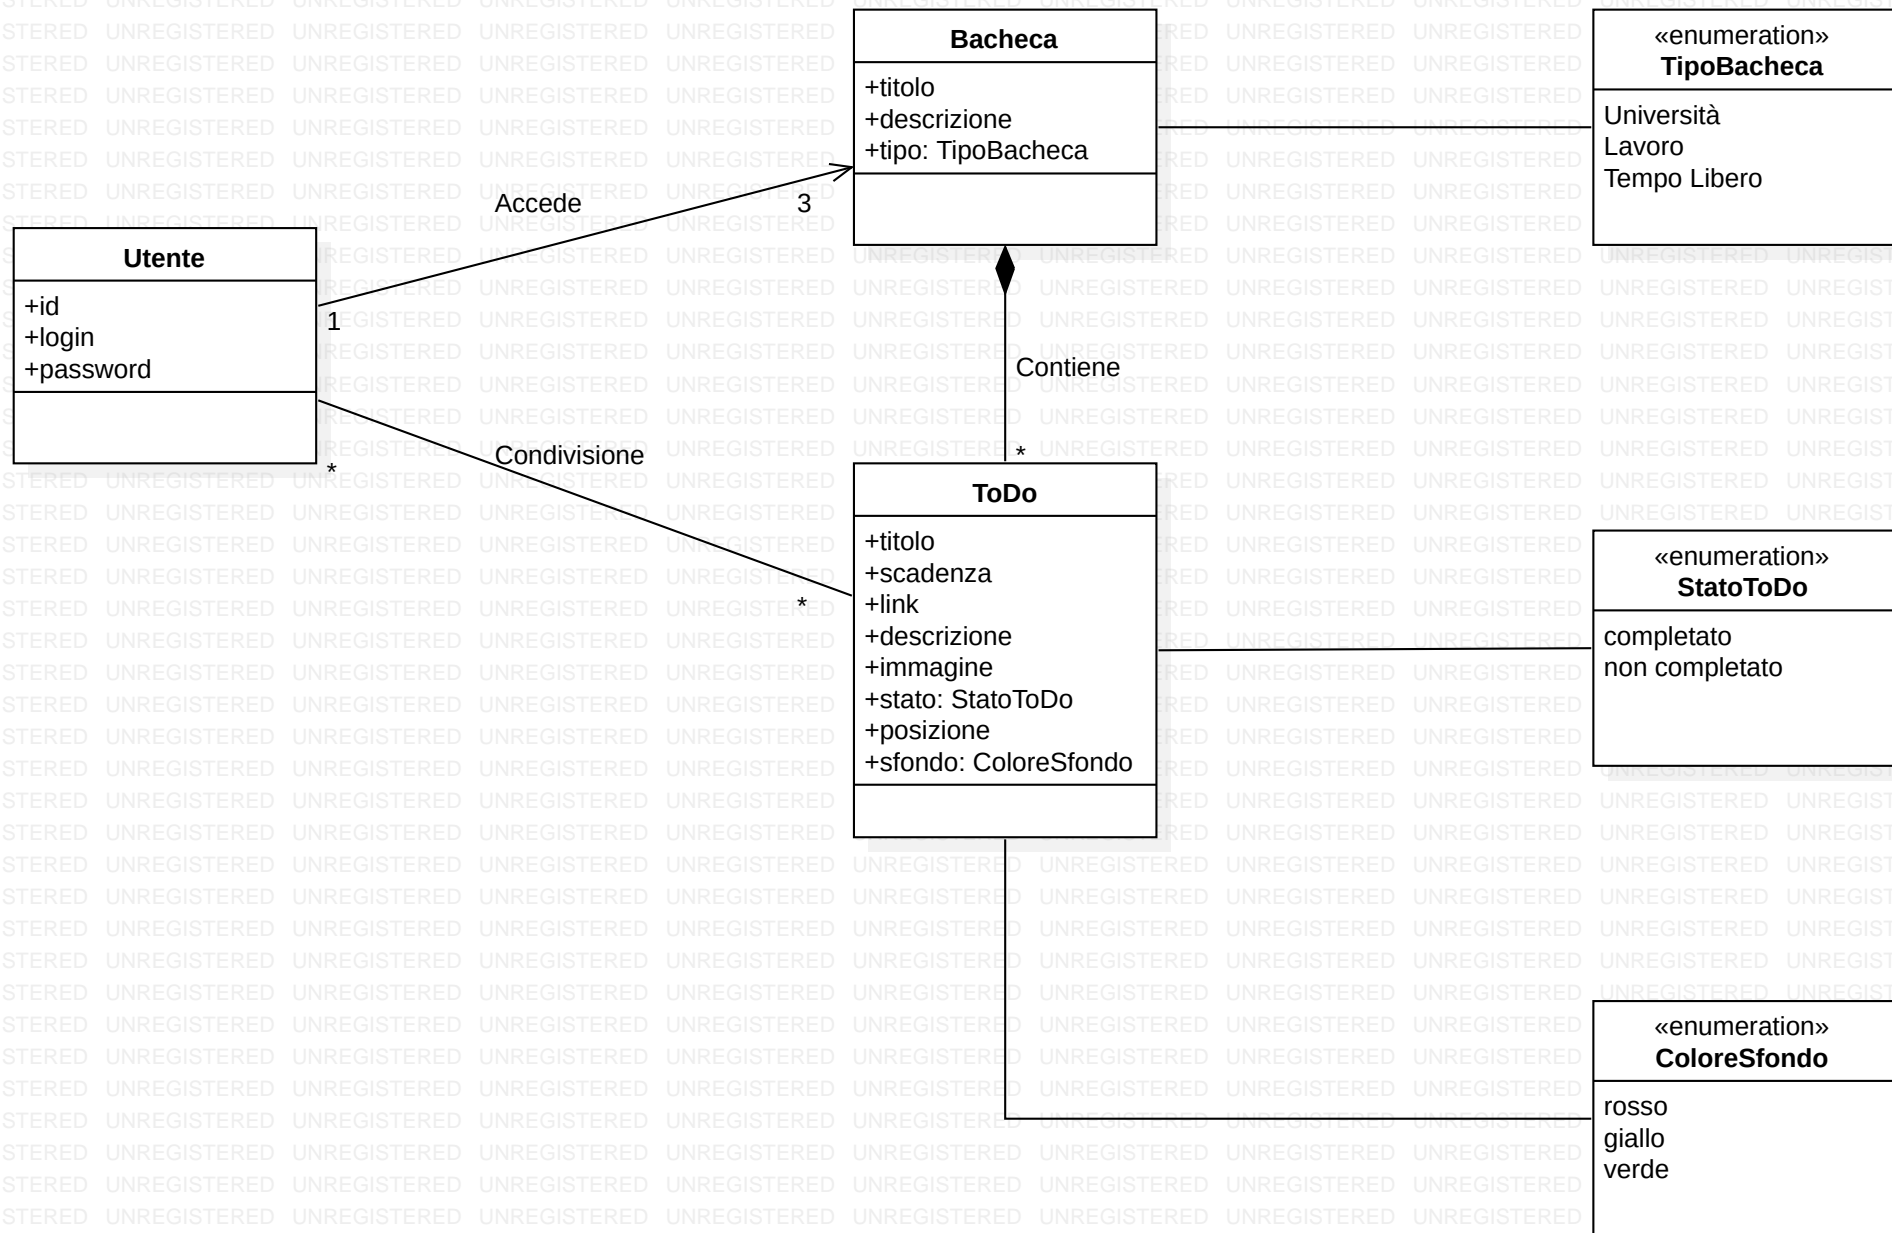 Bacheca
+titolo
+descrizione
+tipo: TipoBacheca
«enumeration»
TipoBacheca
Università
Lavoro
Tempo Libero
Accede
3
1
Utente
+id
+login
+password
Contiene
*
Condivisione
*
*
ToDo
+titolo
+scadenza
+link
+descrizione
+immagine
+stato: StatoToDo
+posizione
+sfondo: ColoreSfondo
«enumeration»
StatoToDo
completato
non completato
«enumeration»
ColoreSfondo
rosso
giallo
verde
UNREGISTERED